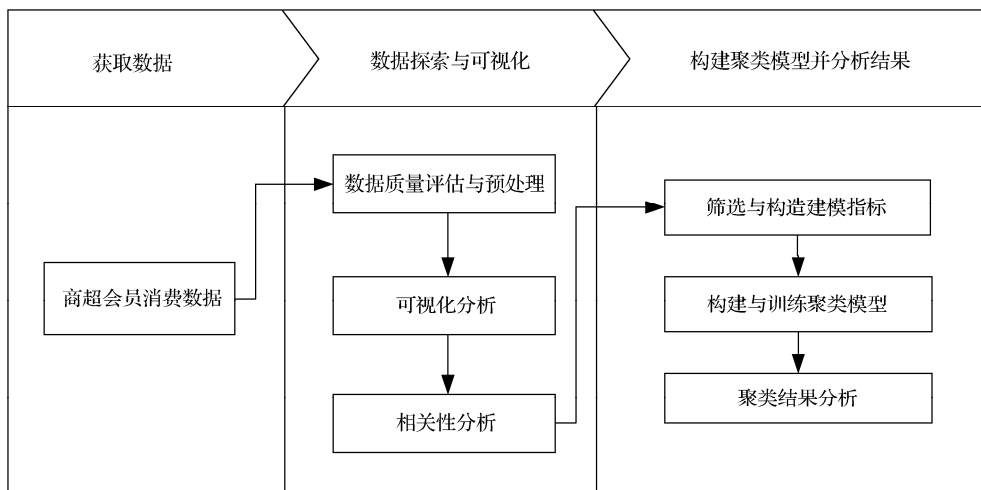 获取数据
数据探索与可视化
构建聚类模型并分析结果
商超会员消费数据
数据质量评估与预处理
可视化分析
相关性分析
筛选与构造建模指标
构建与训练聚类模型
聚类结果分析